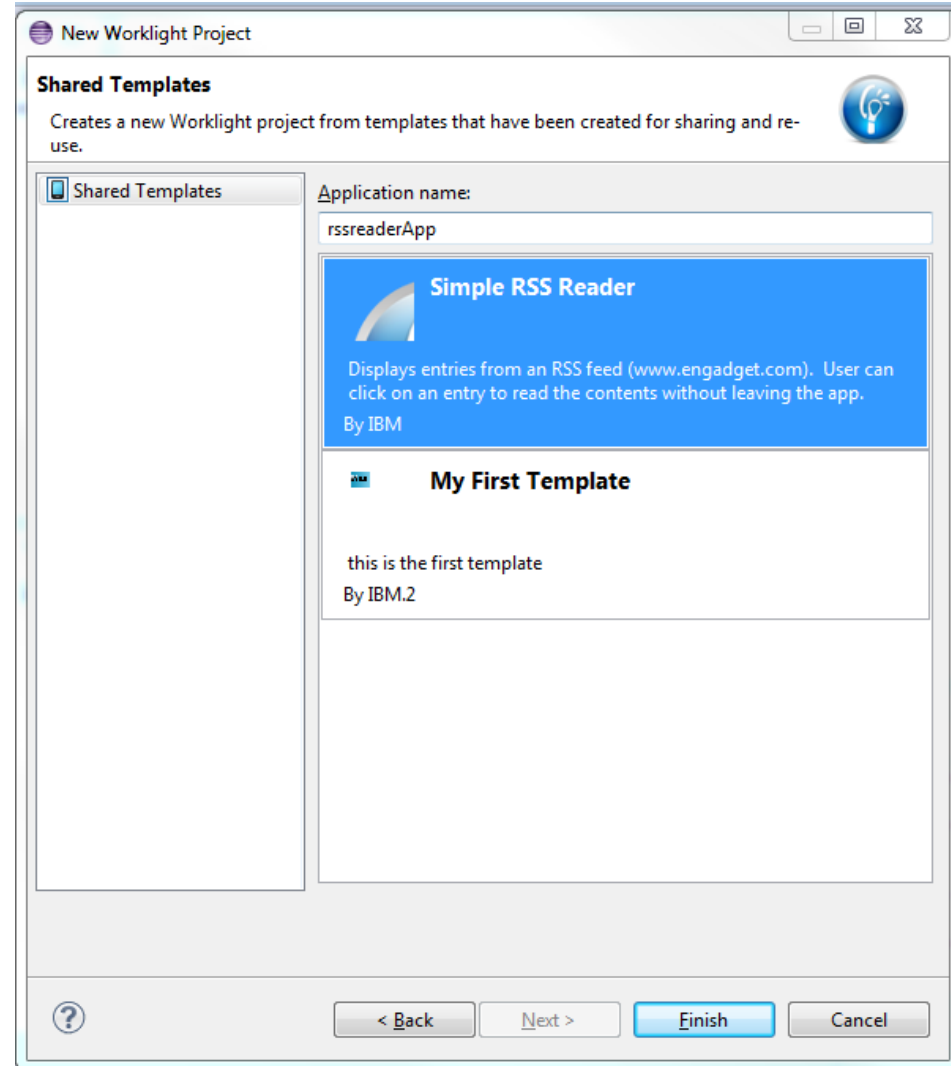 New Worklight Project
Shared Templates
Creates a new Worklight project from templates that have been created for sharing and re-
use.
Shared Templates
Application name:
rssreaderApp
Simple RSS Reader
Displays entries from an RSS feed (www.engadget.com).  User can
click on an entry to read the contents without leaving the app.
By IBM
My First Template
this is the first template
By IBM.2
?
< Back
Next >
Finish
Cancel